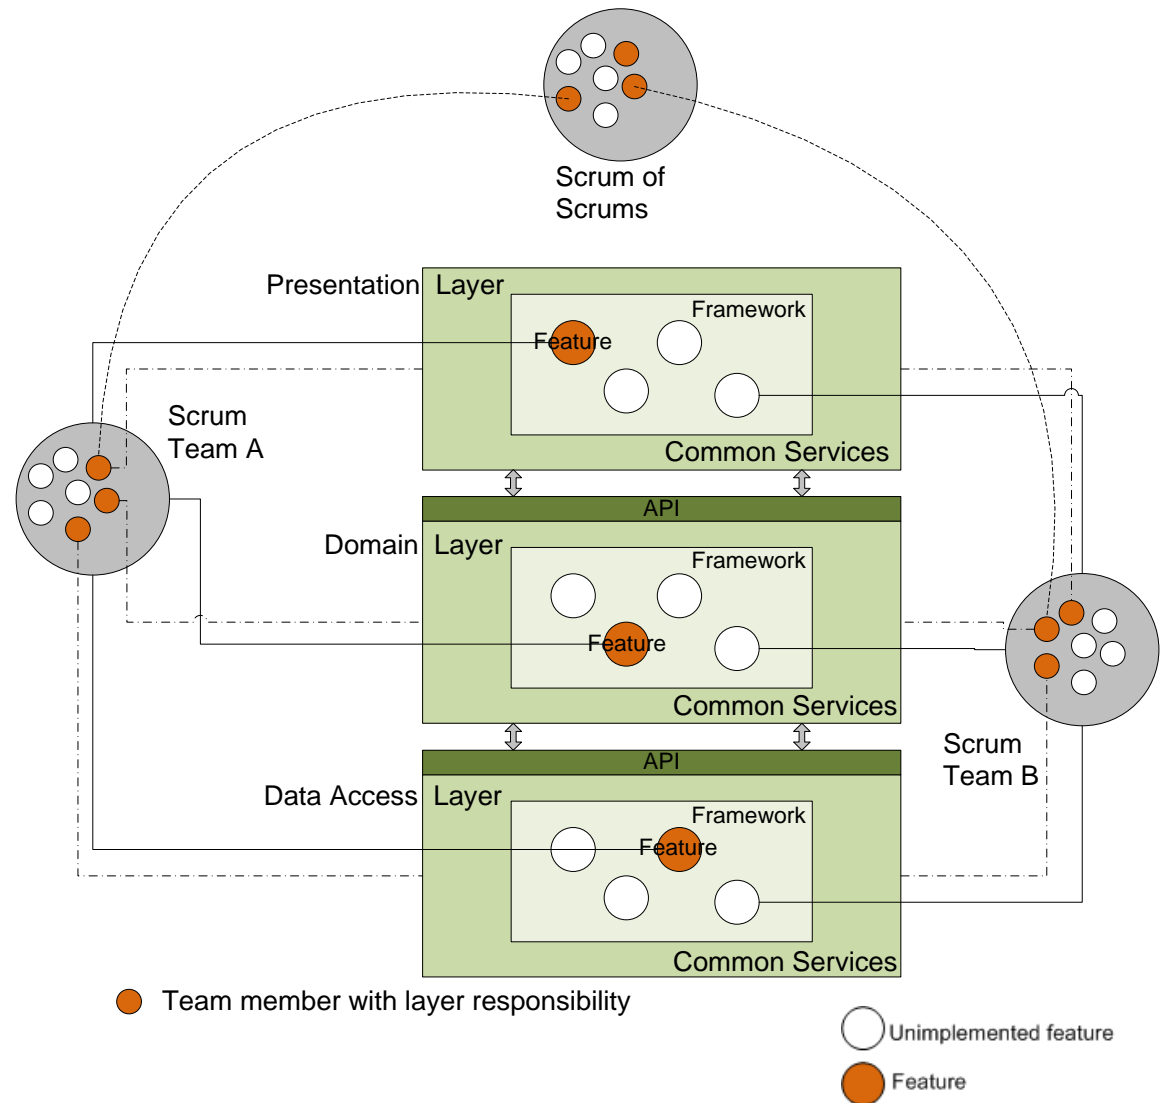 Scrum of
Scrums
Presentation Layer
Framework
Feature
Common Services
Scrum
Team A
API
Domain Layer
Framework
Feature
Common Services
API
Scrum
Team B
Data Access Layer
Framework
Feature
Common Services
Team member with layer responsibility
Unimplemented feature
Feature